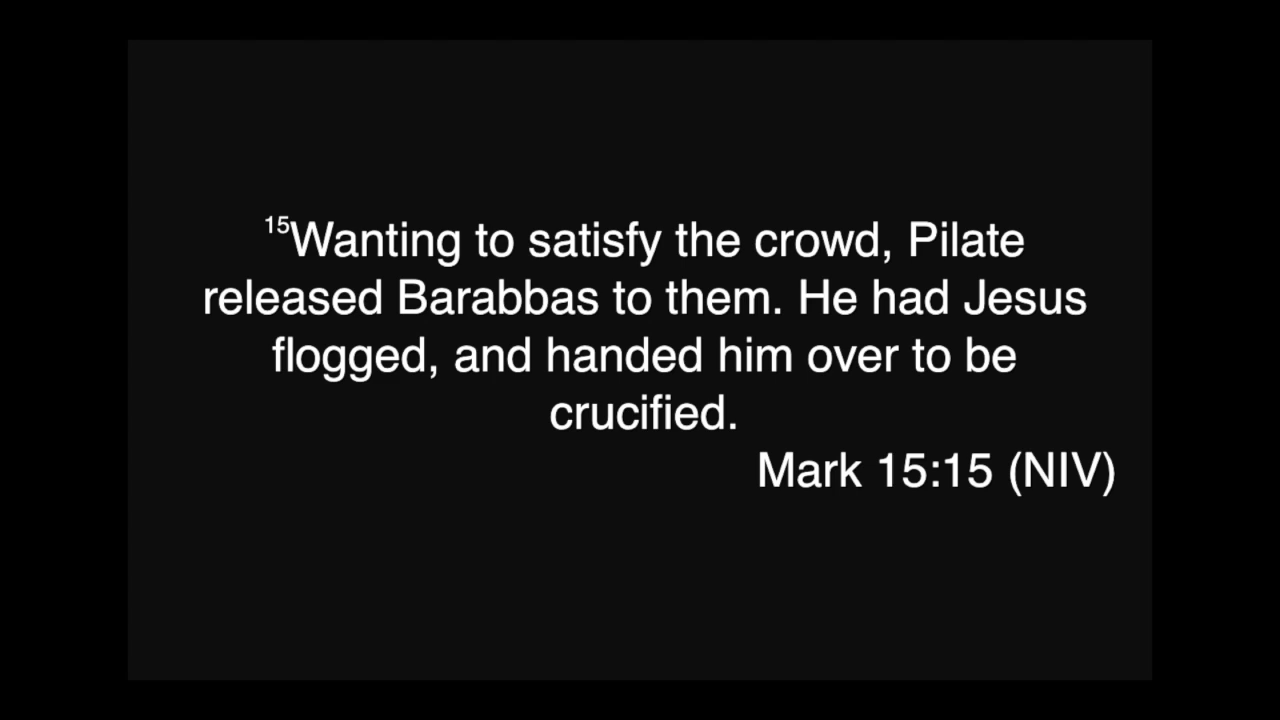 ¹⁵Wanting to satisfy the crowd, Pilate
released Barabbas to them. He had Jesus
flogged, and handed him over to be
crucified.
Mark 15:15 (NIV)